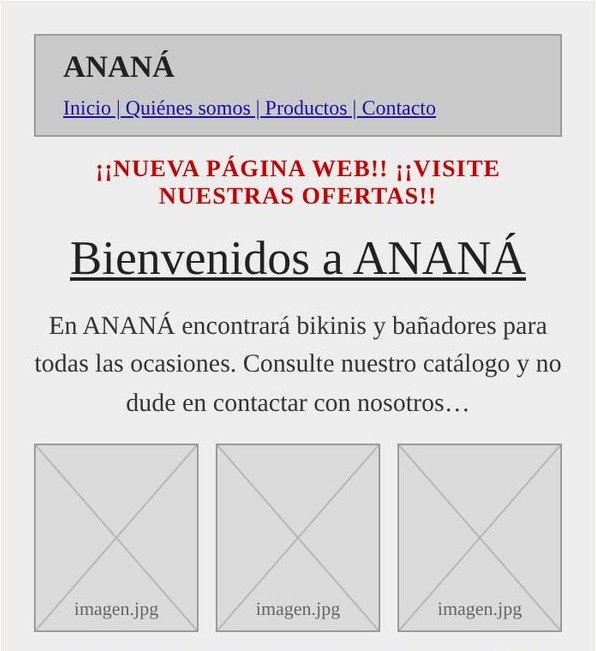 ANANÁ
Inicio | Quiénes somos | Productos | Contacto
¡¡NUEVA PÁGINA WEB!! ¡¡VISITE
NUESTRAS OFERTAS!!
Bienvenidos a ANANÁ
En ANANÁ encontrará bikinis y bañadores para
todas las ocasiones. Consulte nuestro catálogo y no
dude en contactar con nosotros…
imagen.jpg imagen.jpg imagen.jpg